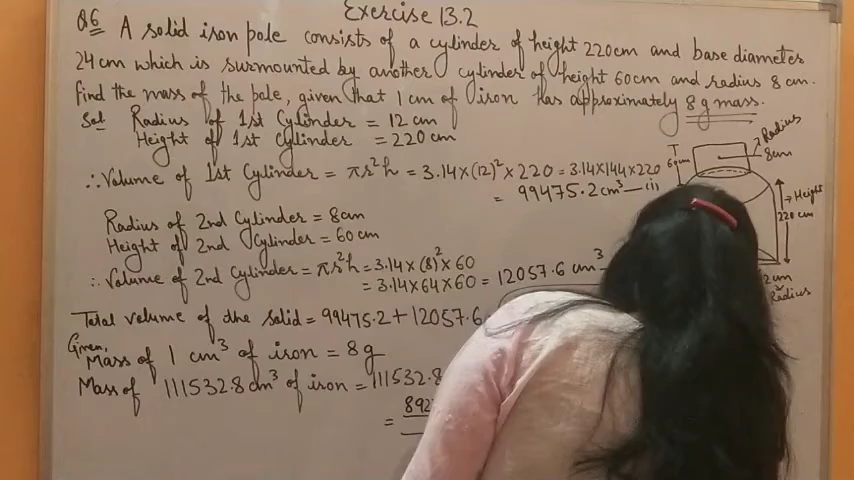 Exercise 13.2
Q6 A solid iron pole consists of a cylinder of height 220cm and base diameter
24cm which is surmounted by another cylinder of height 60cm and radius 8cm.
find the mass of the pole, given that 1 cm of iron has approximately 8g mass.
Sol Radius of 1st Cylinder = 12 cm
Height of 1st cylinder = 220 cm
∴ Volume of 1st Cylinder = πr²h = 3.14×(12)²×220 = 3.14×144×220
= 99475.2cm³ — (i)
Radius of 2nd Cylinder = 8cm
Height of 2nd Cylinder = 60cm
∴ Volume of 2nd cylinder = πr²h = 3.14×(8)²×60
= 3.14×64×60 = 12057.6 cm³
Total volume of the solid = 99475.2 + 12057.6
Given,
Mass of 1 cm³ of iron = 8g
Mass of 111532.8cm³ of iron = 111532.8
= 892
Radius
8cm
60cm
Height
220 cm
2cm
Radius